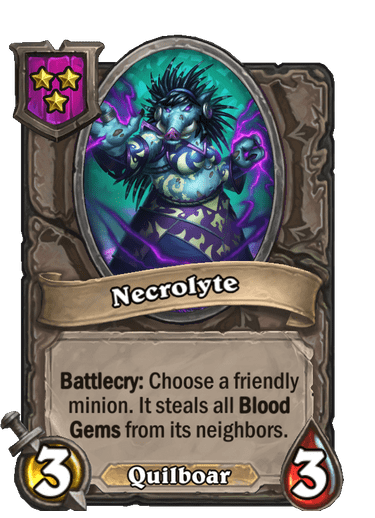 Necrolyte
Battlecry: Choose a friendly
minion. It steals all Blood
Gems from its neighbors.
3
Quilboar
3